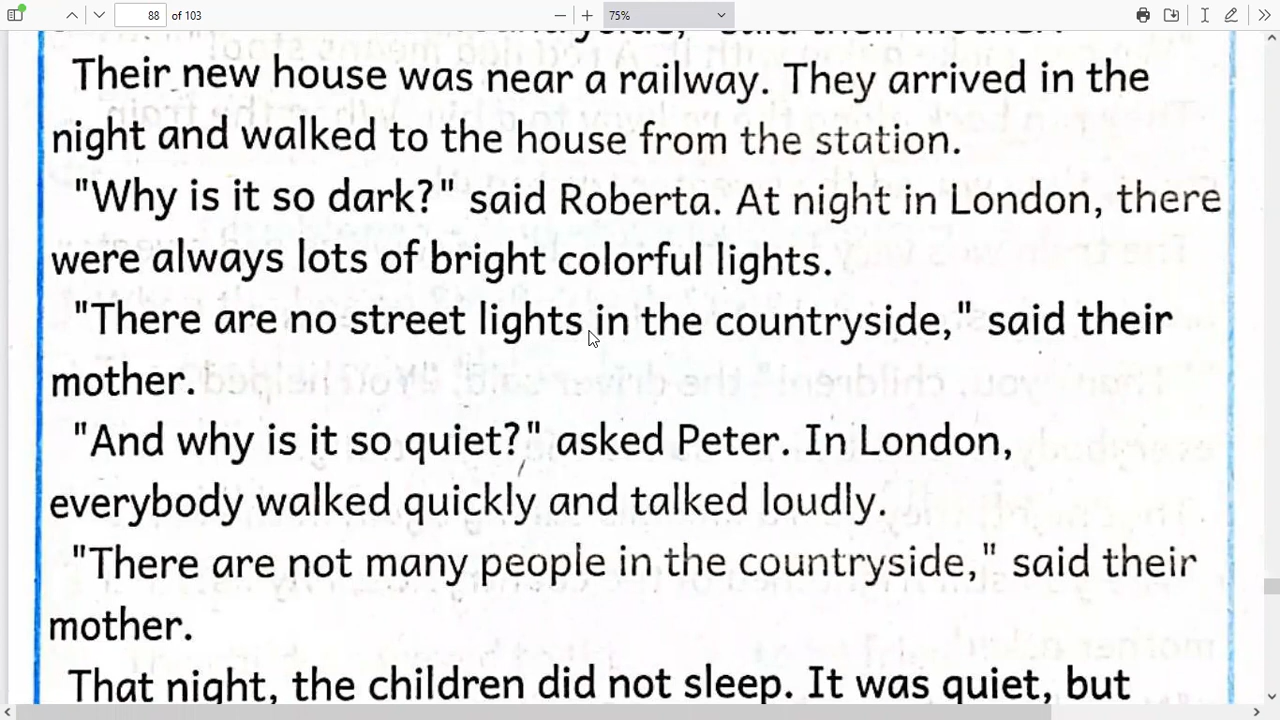 88 of 103
75%
Their new house was near a railway. They arrived in the
night and walked to the house from the station.
"Why is it so dark?" said Roberta. At night in London, there
were always lots of bright colorful lights.
"There are no street lights in the countryside," said their
mother.
"And why is it so quiet?" asked Peter. In London,
everybody walked quickly and talked loudly.
"There are not many people in the countryside," said their
mother.
That night, the children did not sleep. It was quiet, but